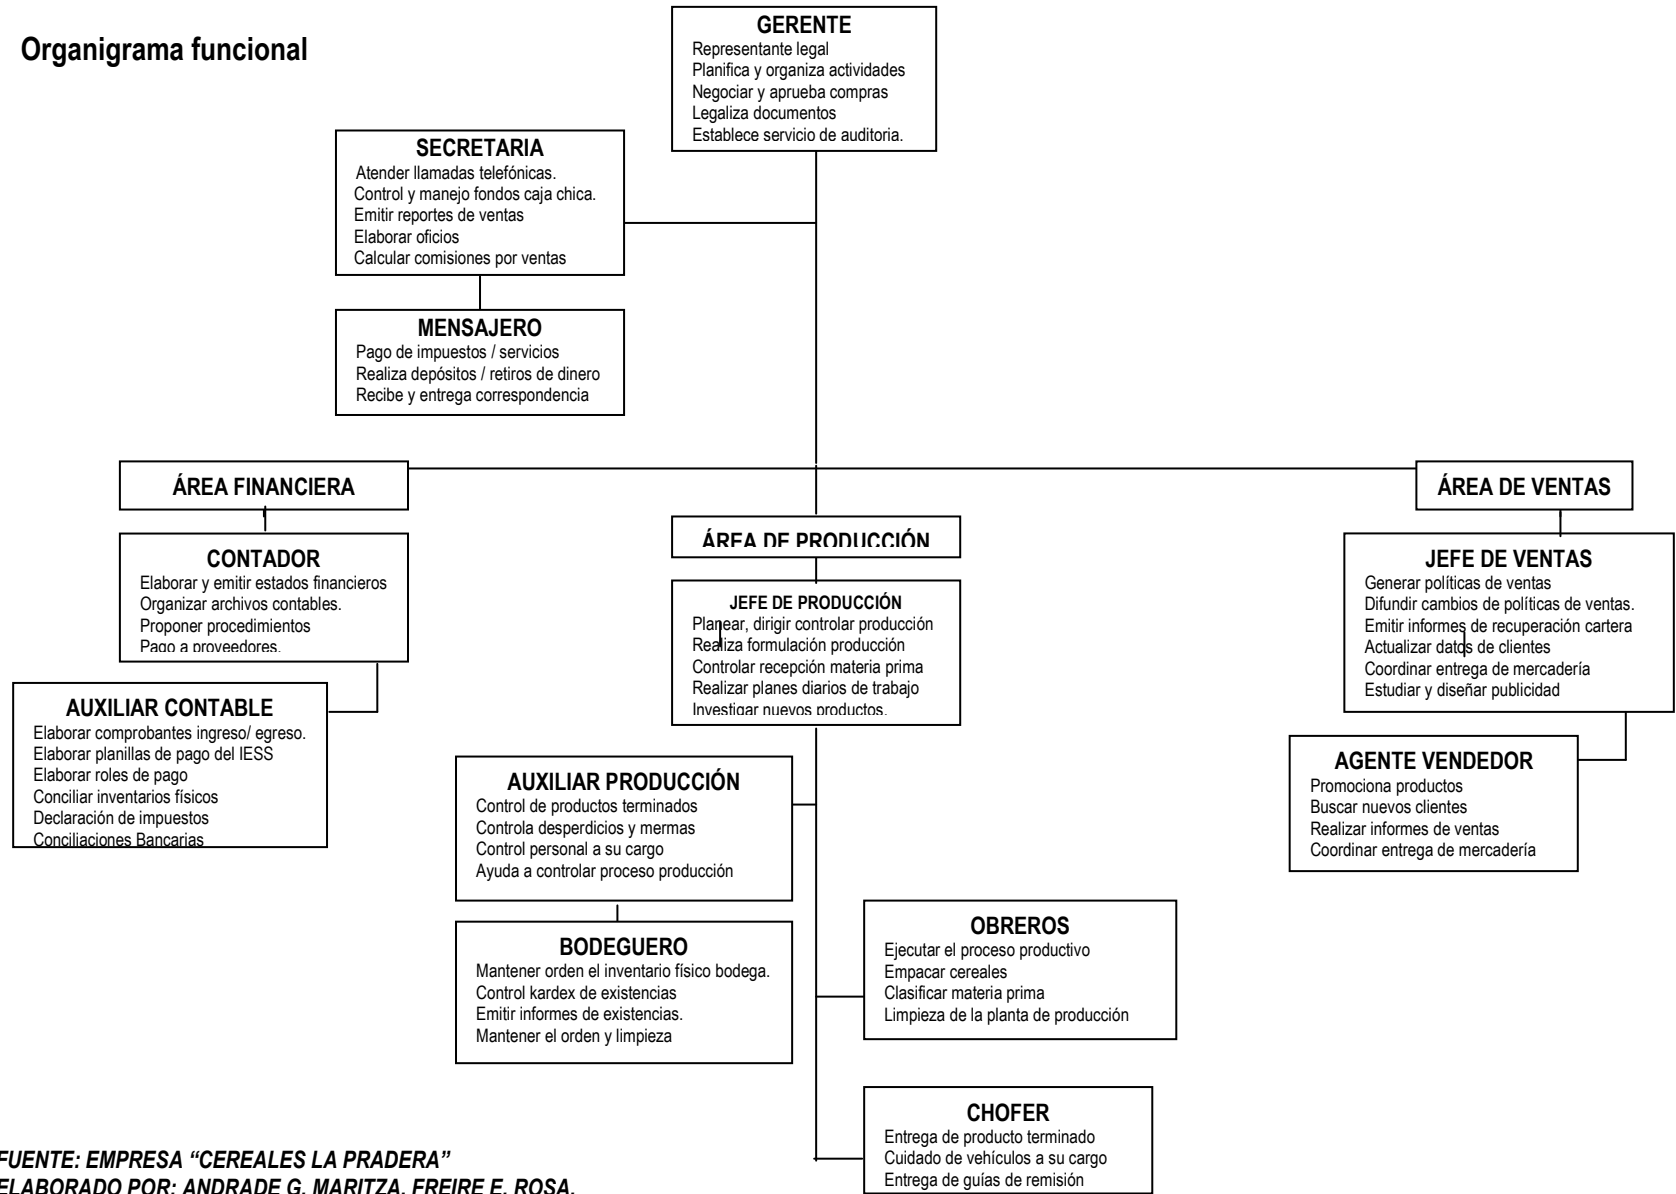 Organigrama funcional
GERENTE
Representante legal
Planifica y organiza actividades
Negociar y aprueba compras
Legaliza documentos
Establece servicio de auditoria.
SECRETARIA
Atender llamadas telefónicas.
Control y manejo fondos caja chica.
Emitir reportes de ventas
Elaborar oficios
Calcular comisiones por ventas
MENSAJERO
Pago de impuestos / servicios
Realiza depósitos / retiros de dinero
Recibe y entrega correspondencia
ÁREA FINANCIERA
CONTADOR
Elaborar y emitir estados financieros
Organizar archivos contables.
Proponer procedimientos
Pago a proveedores.
AUXILIAR CONTABLE
Elaborar comprobantes ingreso/ egreso.
Elaborar planillas de pago del IESS
Elaborar roles de pago
Conciliar inventarios físicos
Declaración de impuestos
Conciliaciones Bancarias
ÁREA DE PRODUCCIÓN
JEFE DE PRODUCCIÓN
Planear, dirigir controlar producción
Realiza formulación producción
Controlar recepción materia prima
Realizar planes diarios de trabajo
Investigar nuevos productos.
AUXILIAR PRODUCCIÓN
Control de productos terminados
Controla desperdicios y mermas
Control personal a su cargo
Ayuda a controlar proceso producción
BODEGUERO
Mantener orden el inventario físico bodega.
Control kardex de existencias
Emitir informes de existencias.
Mantener el orden y limpieza
OBREROS
Ejecutar el proceso productivo
Empacar cereales
Clasificar materia prima
Limpieza de la planta de producción
CHOFER
Entrega de producto terminado
Cuidado de vehículos a su cargo
Entrega de guías de remisión
ÁREA DE VENTAS
JEFE DE VENTAS
Generar políticas de ventas
Difundir cambios de políticas de ventas.
Emitir informes de recuperación cartera
Actualizar datos de clientes
Coordinar entrega de mercadería
Estudiar y diseñar publicidad
AGENTE VENDEDOR
Promociona productos
Buscar nuevos clientes
Realizar informes de ventas
Coordinar entrega de mercadería
FUENTE: EMPRESA “CEREALES LA PRADERA”
ELABORADO POR: ANDRADE G. MARITZA, FREIRE E. ROSA.